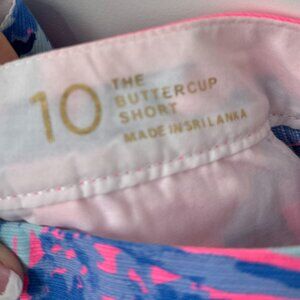 10
THE
BUTTERCUP
SHORT
MADE IN SRI LANKA